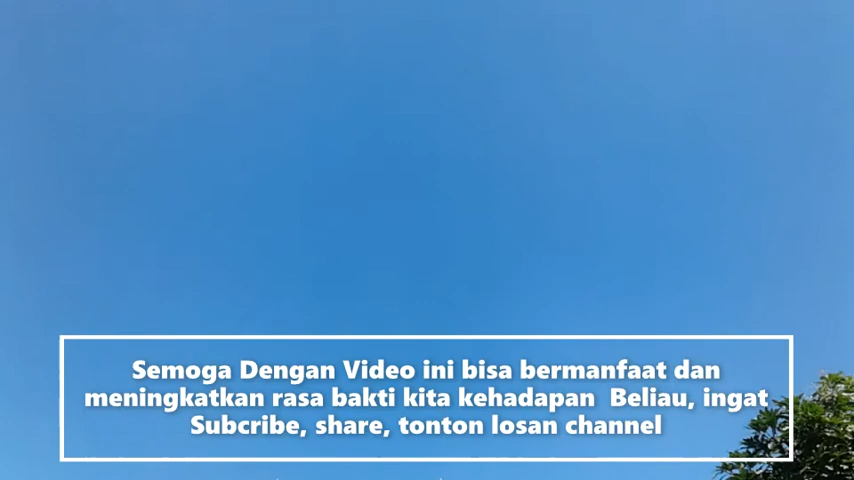 Semoga Dengan Video ini bisa bermanfaat dan
meningkatkan rasa bakti kita kehadapan Beliau, ingat
Subcribe, share, tonton losan channel